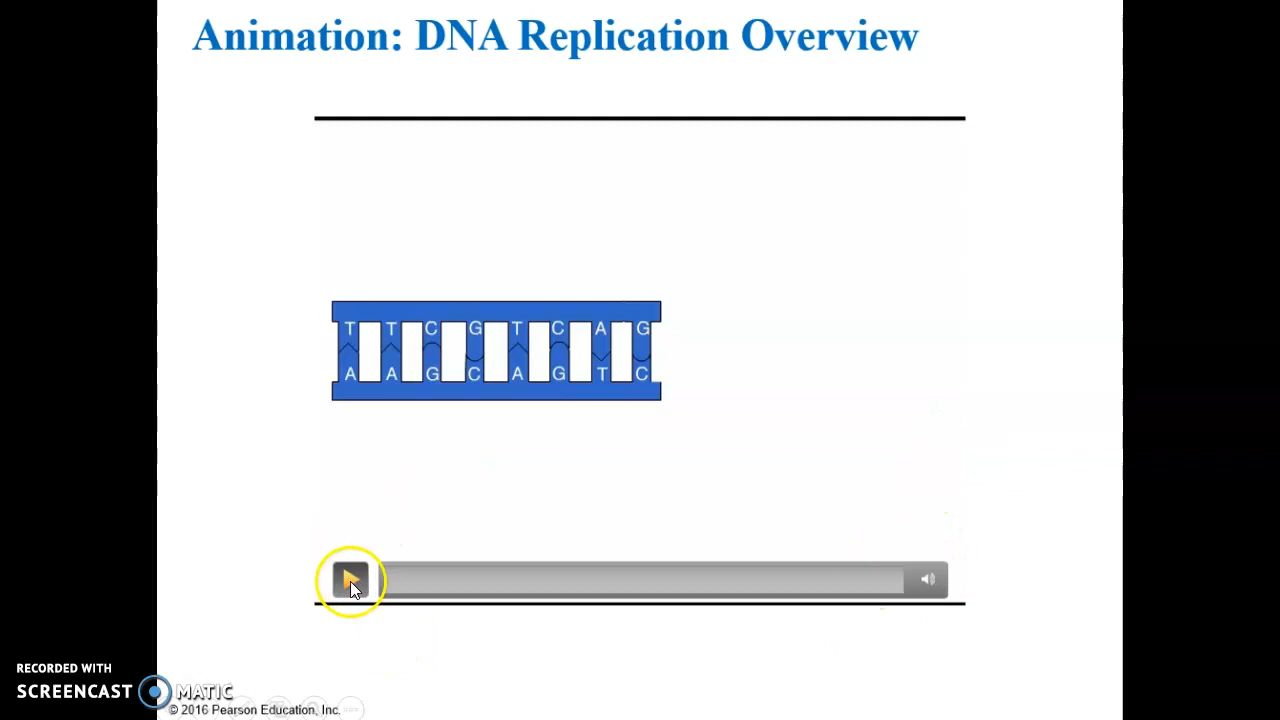 Animation: DNA Replication Overview
T T C G T C A G
A A G C A G T C
RECORDED WITH
SCREENCAST MATIC
© 2016 Pearson Education, Inc.